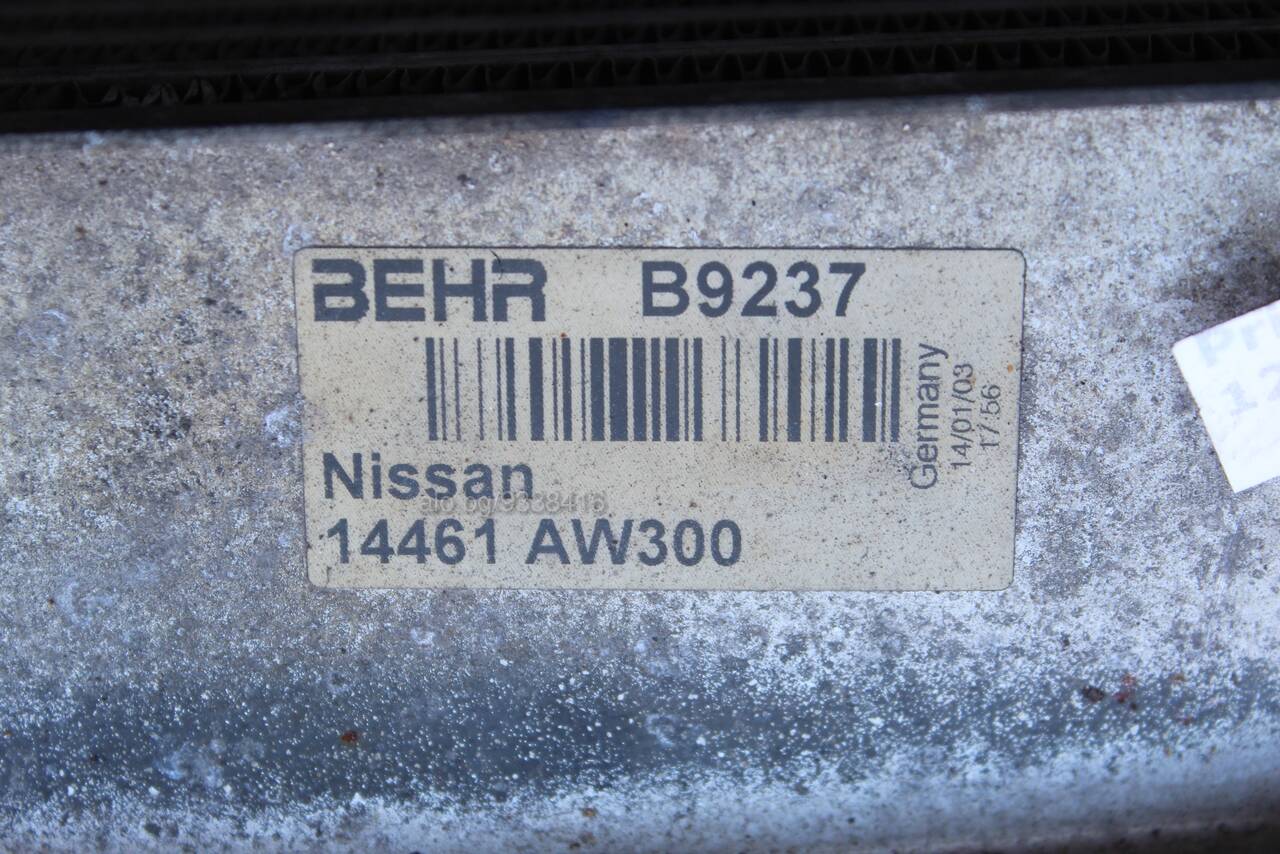 BEHR B9237
Germany
14/01/03
17:56
Nissan
14461 AW300